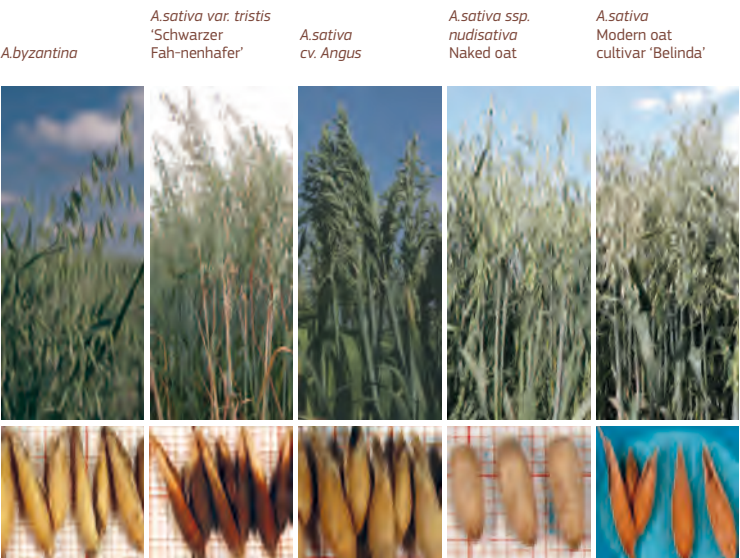 A.byzantina
A.sativa var. tristis
‘Schwarzer
Fah-nenhafer’
A.sativa
cv. Angus
A.sativa ssp.
nudisativa
Naked oat
A.sativa
Modern oat
cultivar ‘Belinda’